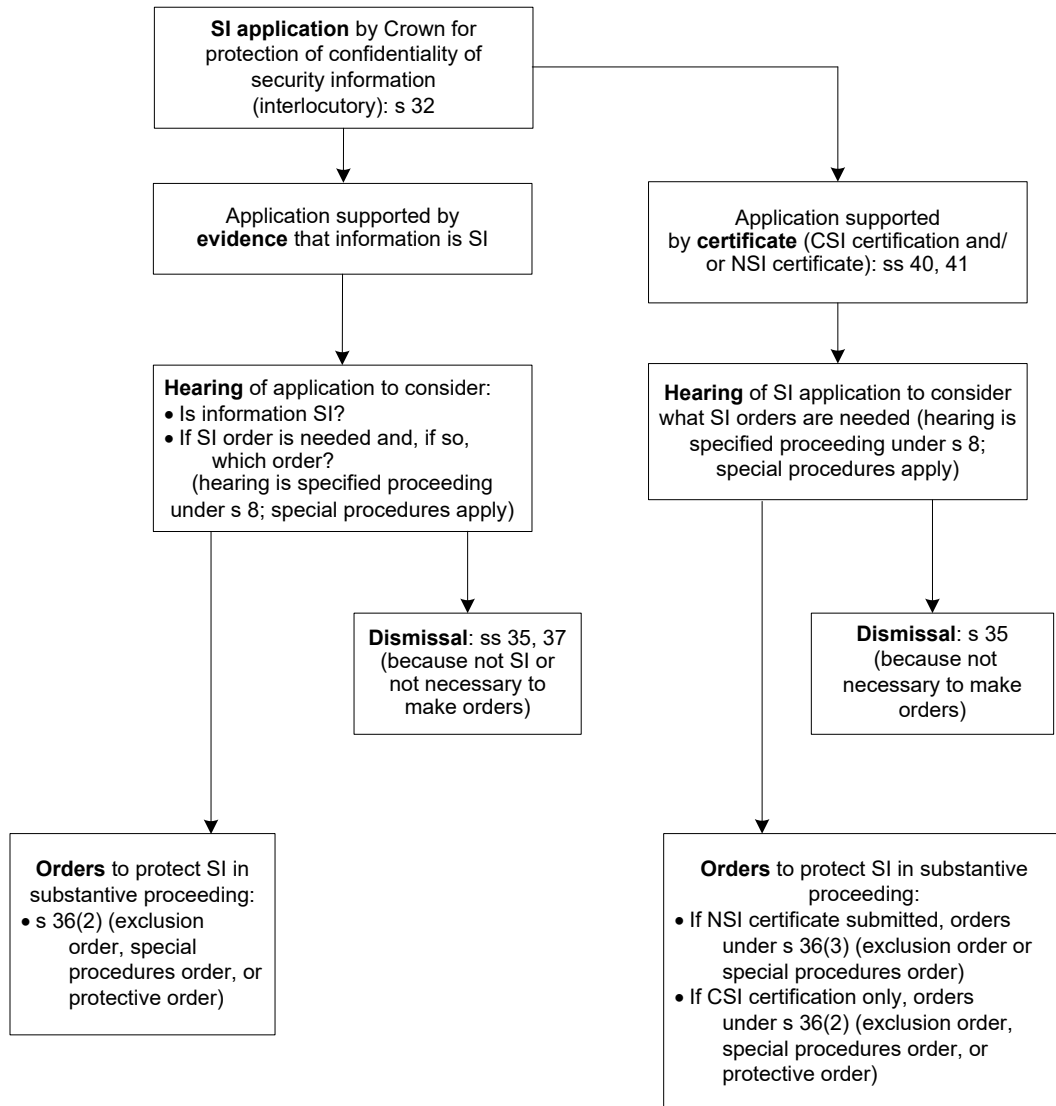 SI application by Crown for
protection of confidentiality of
security information
(interlocutory): s 32
Application supported by
evidence that information is SI
Application supported
by certificate (CSI certification and/
or NSI certificate): ss 40, 41
Hearing of application to consider:
• Is information SI?
• If SI order is needed and, if so,
which order?
(hearing is specified proceeding
under s 8; special procedures apply)
Hearing of SI application to consider
what SI orders are needed (hearing is
specified proceeding under s 8;
special procedures apply)
Dismissal: ss 35, 37
(because not SI or
not necessary to
make orders)
Dismissal: s 35
(because not
necessary to make
orders)
Orders to protect SI in
substantive proceeding:
• s 36(2) (exclusion
order, special
procedures order, or
protective order)
Orders to protect SI in substantive
proceeding:
• If NSI certificate submitted, orders
under s 36(3) (exclusion order or
special procedures order)
• If CSI certification only, orders
under s 36(2) (exclusion order,
special procedures order, or
protective order)